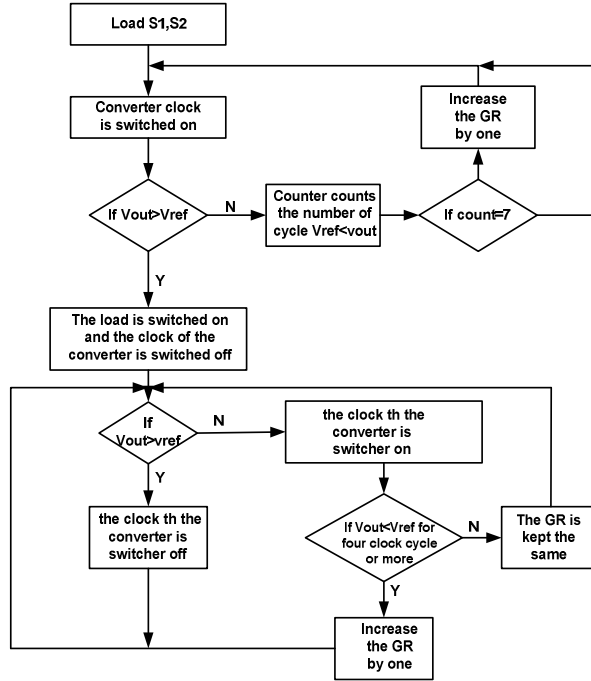 Load S1,S2
Converter clock
is switched on
If Vout>Vref
N
Counter counts
the number of
cycle Vref<vout
If count=7
Increase
the GR
by one
Y
The load is switched on
and the clock of the
converter is switched off
If
Vout>vref
N
the clock th the
converter is
switcher on
Y
the clock th the
converter is
switcher off
If Vout<Vref for
four clock cycle
or more
N
The GR is
kept the
same
Y
Increase
the GR
by one